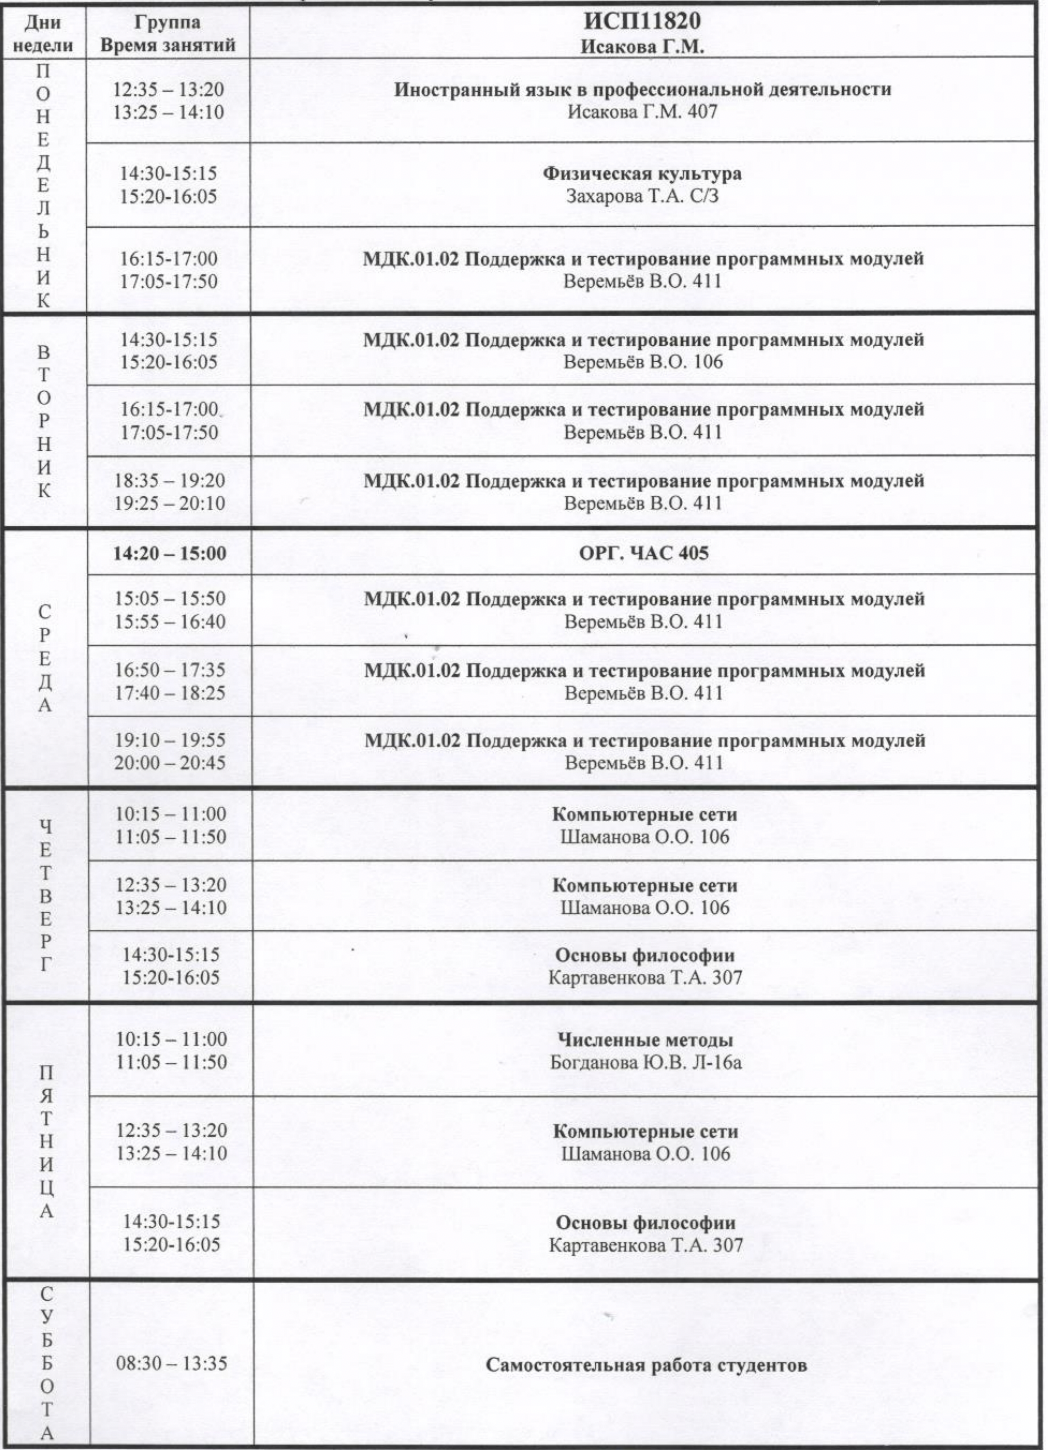 Дни
недели
Группа
Время занятий
ИСП11820
Исакова Г.М.
ПОНЕДЕЛЬНИК
12:35 – 13:20
13:25 – 14:10
Иностранный язык в профессиональной деятельности
Исакова Г.М. 407
14:30-15:15
15:20-16:05
Физическая культура
Захарова Т.А. С/З
16:15-17:00
17:05-17:50
МДК.01.02 Поддержка и тестирование программных модулей
Веремьёв В.О. 411
ВТОРНИК
14:30-15:15
15:20-16:05
МДК.01.02 Поддержка и тестирование программных модулей
Веремьёв В.О. 106
16:15-17:00
17:05-17:50
МДК.01.02 Поддержка и тестирование программных модулей
Веремьёв В.О. 411
18:35 – 19:20
19:25 – 20:10
МДК.01.02 Поддержка и тестирование программных модулей
Веремьёв В.О. 411
СРЕДА
14:20 – 15:00
ОРГ. ЧАС 405
15:05 – 15:50
15:55 – 16:40
МДК.01.02 Поддержка и тестирование программных модулей
Веремьёв В.О. 411
16:50 – 17:35
17:40 – 18:25
МДК.01.02 Поддержка и тестирование программных модулей
Веремьёв В.О. 411
19:10 – 19:55
20:00 – 20:45
МДК.01.02 Поддержка и тестирование программных модулей
Веремьёв В.О. 411
ЧЕТВЕРГ
10:15 – 11:00
11:05 – 11:50
Компьютерные сети
Шаманова О.О. 106
12:35 – 13:20
13:25 – 14:10
Компьютерные сети
Шаманова О.О. 106
14:30-15:15
15:20-16:05
Основы философии
Картавенкова Т.А. 307
ПЯТНИЦА
10:15 – 11:00
11:05 – 11:50
Численные методы
Богданова Ю.В. Л-16а
12:35 – 13:20
13:25 – 14:10
Компьютерные сети
Шаманова О.О. 106
14:30-15:15
15:20-16:05
Основы философии
Картавенкова Т.А. 307
СУББОТА
08:30 – 13:35
Самостоятельная работа студентов